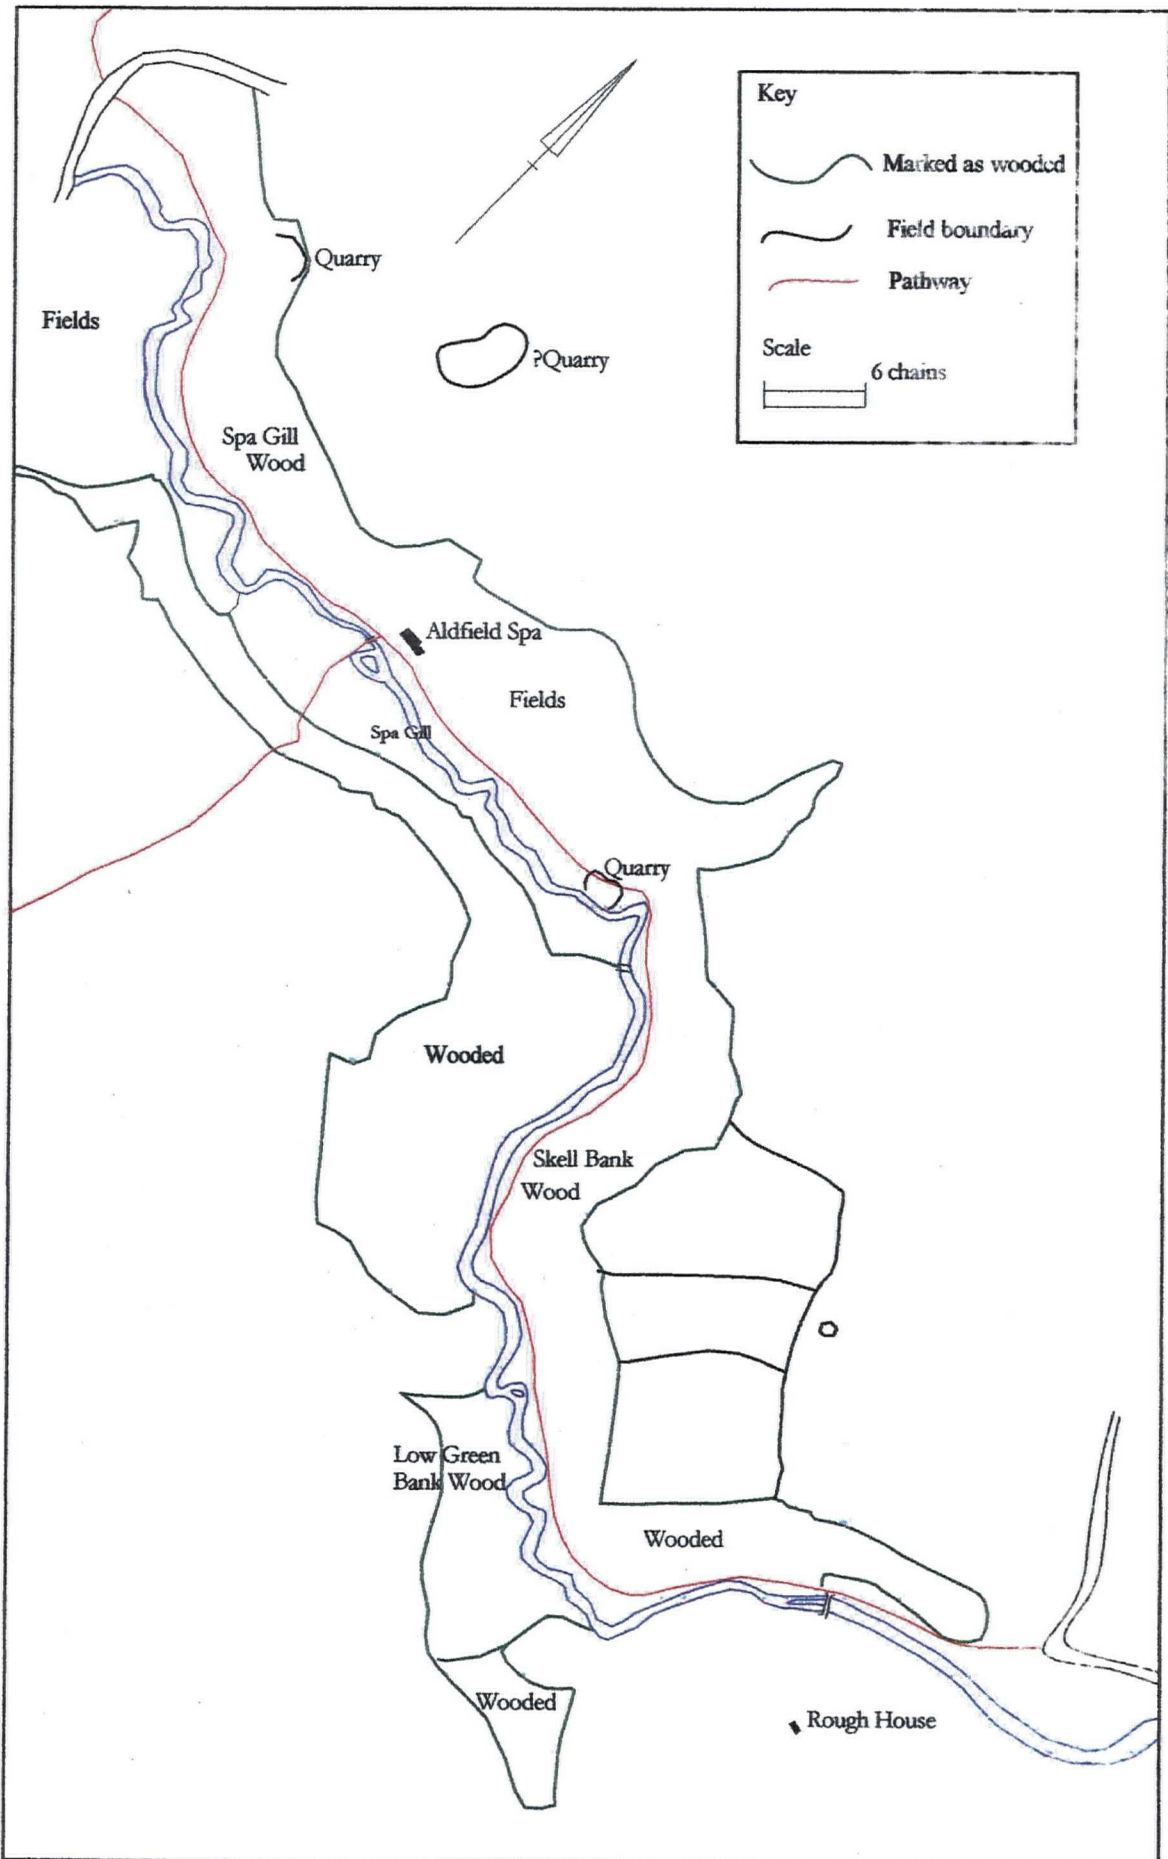 Key
Marked as wooded
Field boundary
Pathway
Scale
6 chains
Quarry
Fields
?Quarry
Spa Gill
Wood
Aldfield Spa
Fields
Spa Gill
Quarry
Wooded
Skell Bank
Wood
Low Green
Bank Wood
Wooded
Wooded
Rough House